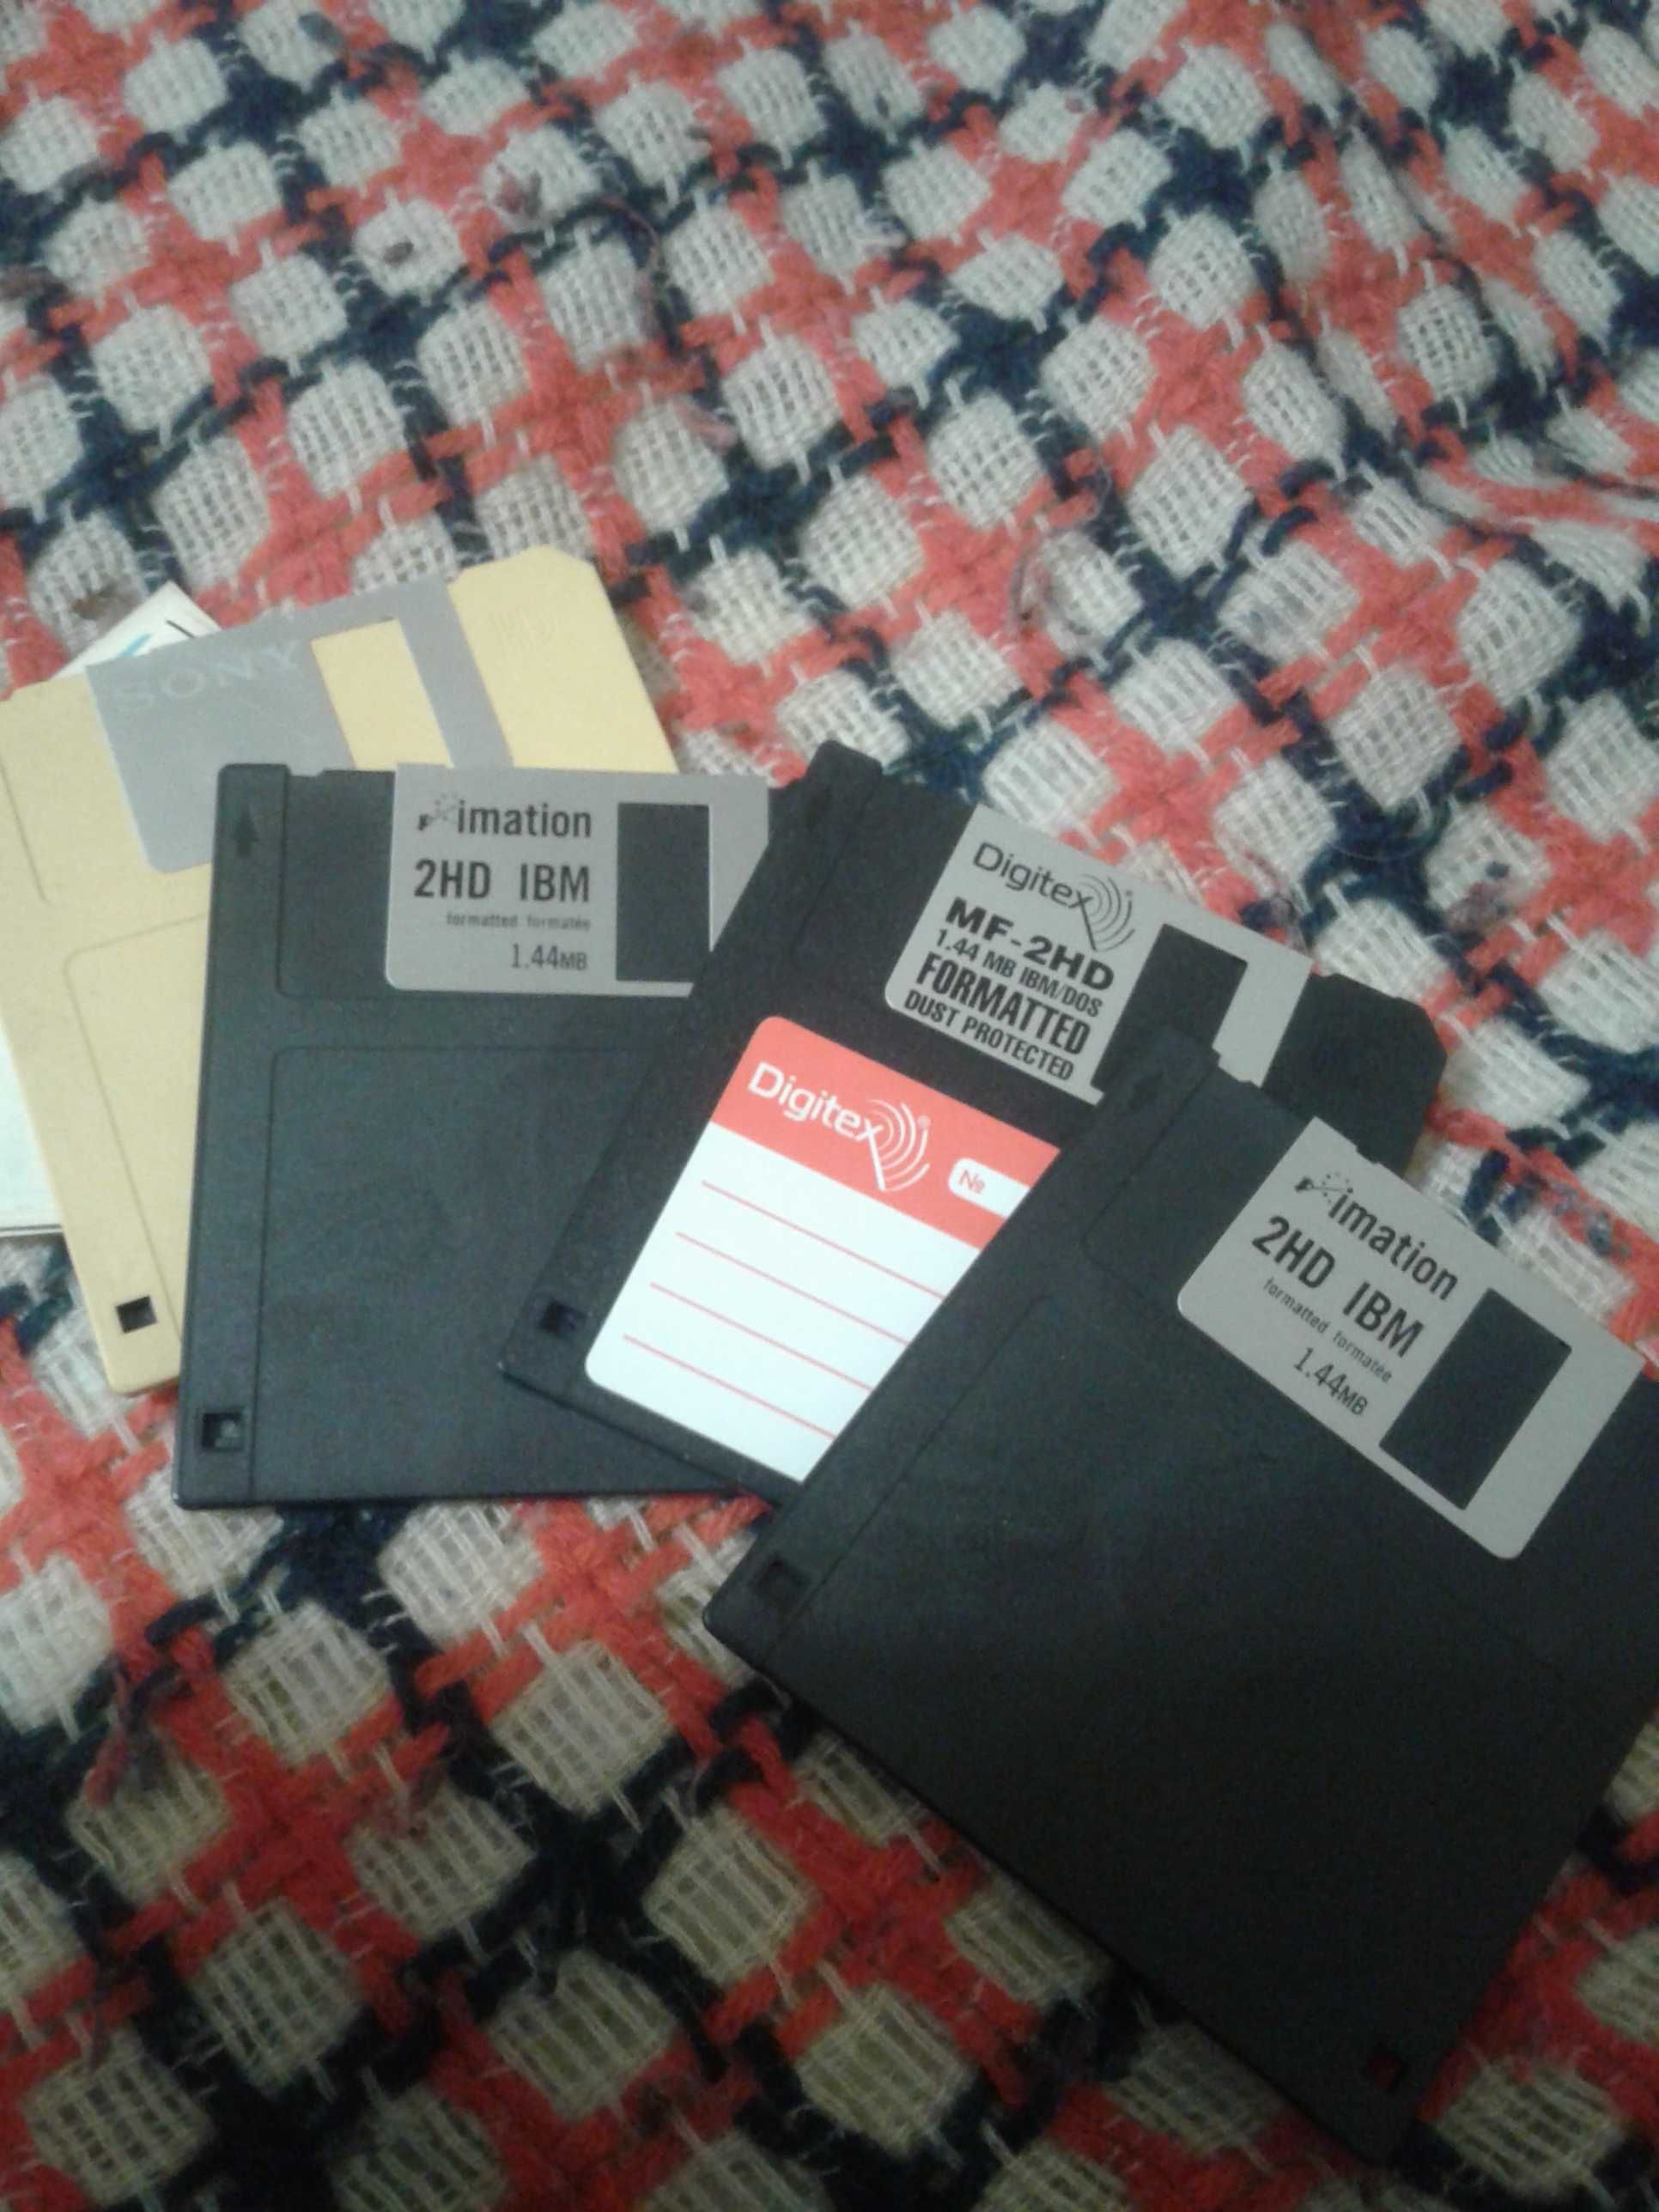 SONY
imation
2HD IBM
formatted formatée
1.44MB
Digitex
MF-2HD
1.44 MB IBM/DOS
FORMATTED
DUST PROTECTED
Digitex®
№
imation
2HD IBM
formatted formatée
1.44MB